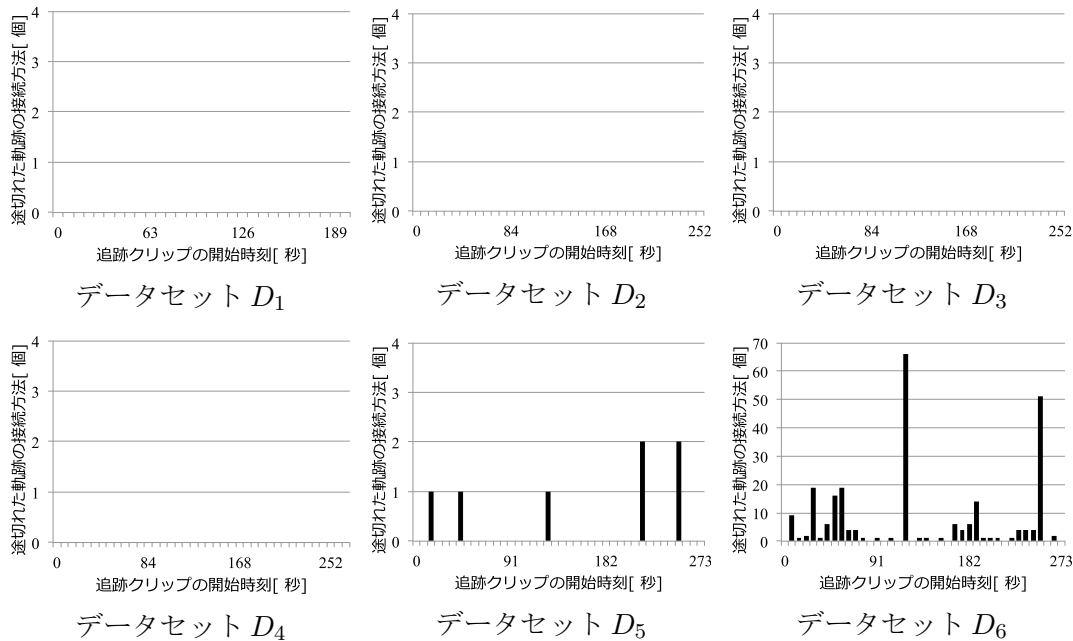 途切れた軌跡の接続方法[ 個]
4
3
2
1
0
0 63 126 189
追跡クリップの開始時刻[ 秒]
データセット D1
途切れた軌跡の接続方法[ 個]
4
3
2
1
0
0 84 168 252
追跡クリップの開始時刻[ 秒]
データセット D2
途切れた軌跡の接続方法[ 個]
4
3
2
1
0
0 84 168 252
追跡クリップの開始時刻[ 秒]
データセット D3
途切れた軌跡の接続方法[ 個]
4
3
2
1
0
0 84 168 252
追跡クリップの開始時刻[ 秒]
データセット D4
途切れた軌跡の接続方法[ 個]
4
3
2
1
0
0 91 182 273
追跡クリップの開始時刻[ 秒]
データセット D5
途切れた軌跡の接続方法[ 個]
70
60
50
40
30
20
10
0
0 91 182 273
追跡クリップの開始時刻[ 秒]
データセット D6